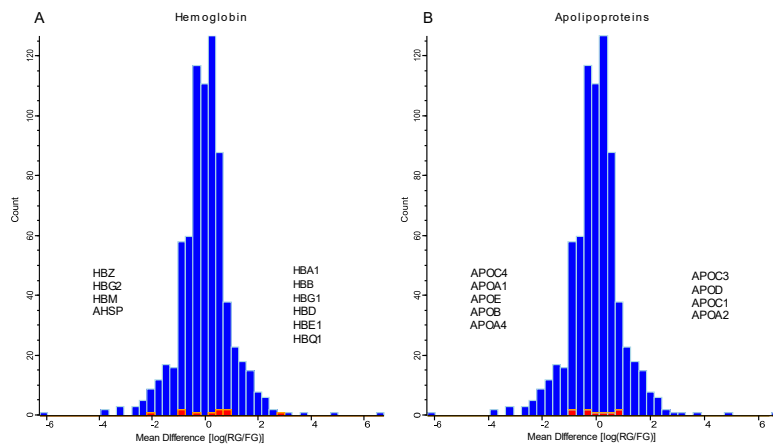 A
Hemoglobin
Count
0
20
40
60
80
100
120
HBZ
HBG2
HBM
AHSP
HBA1
HBB
HBG1
HBD
HBE1
HBQ1
-6
-4
-2
0
2
4
6
Mean Difference [log(RG/FG)]
B
Apolipoproteins
Count
0
20
40
60
80
100
120
APOC4
APOA1
APOE
APOB
APOA4
APOC3
APOD
APOC1
APOA2
-6
-4
-2
0
2
4
6
Mean Difference [log(RG/FG)]